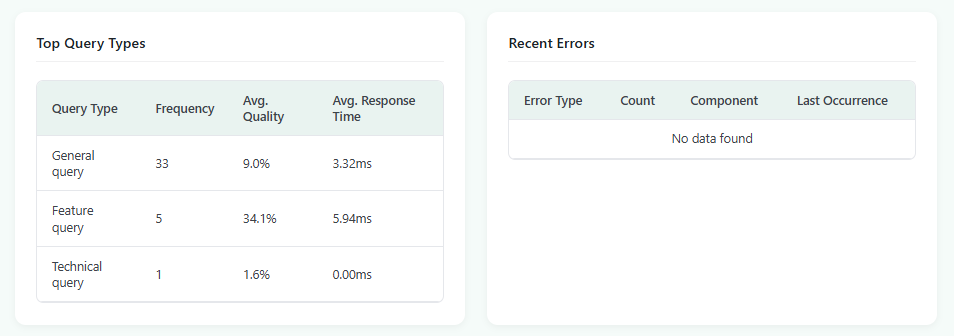 Top Query Types
Query Type Frequency Avg. Quality Avg. Response Time
General query 33 9.0% 3.32ms
Feature query 5 34.1% 5.94ms
Technical query 1 1.6% 0.00ms
Recent Errors
Error Type Count Component Last Occurrence
No data found